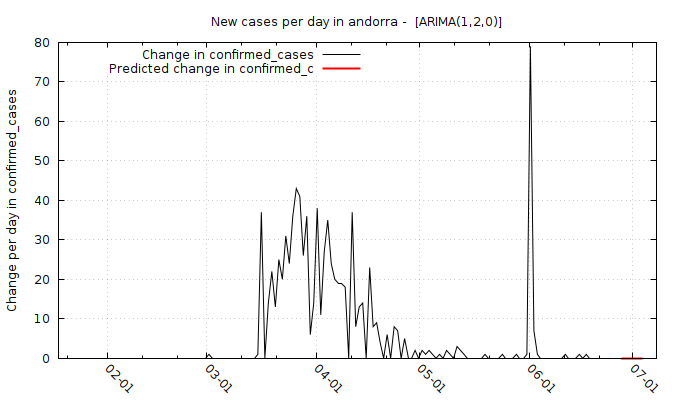 New cases per day in andorra -  [ARIMA(1,2,0)]
Change in confirmed_cases
Predicted change in confirmed_c
Change per day in confirmed_cases
80
70
60
50
40
30
20
10
0
02-01 03-01 04-01 05-01 06-01 07-01